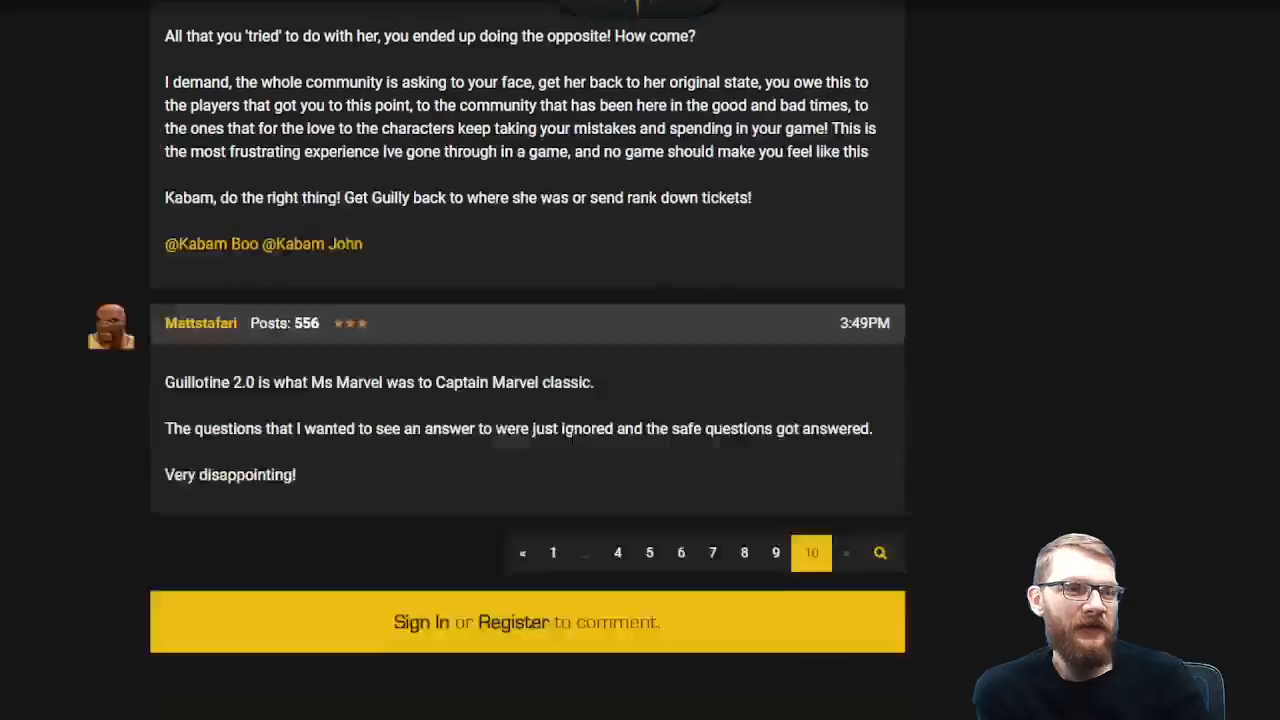 All that you 'tried' to do with her, you ended up doing the opposite! How come?
I demand, the whole community is asking to your face, get her back to her original state, you owe this to
the players that got you to this point, to the community that has been here in the good and bad times, to
the ones that for the love to the characters keep taking your mistakes and spending in your game! This is
the most frustrating experience Ive gone through in a game, and no game should make you feel like this
Kabam, do the right thing! Get Guilly back to where she was or send rank down tickets!
@Kabam Boo @Kabam John
Mattstafari Posts: 556 ★★★ 3:49PM
Guillotine 2.0 is what Ms Marvel was to Captain Marvel classic.
The questions that I wanted to see an answer to were just ignored and the safe questions got answered.
Very disappointing!
« 1 … 4 5 6 7 8 9 10 »
Sign In or Register to comment.